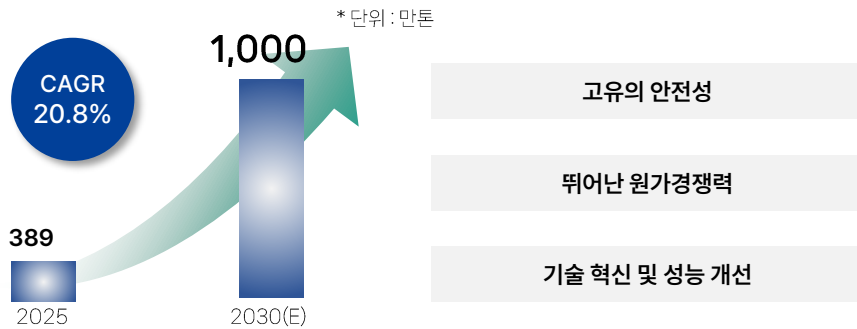 * 단위 : 만톤
CAGR
20.8%
1,000
389
2025
2030(E)
고유의 안전성
뛰어난 원가경쟁력
기술 혁신 및 성능 개선